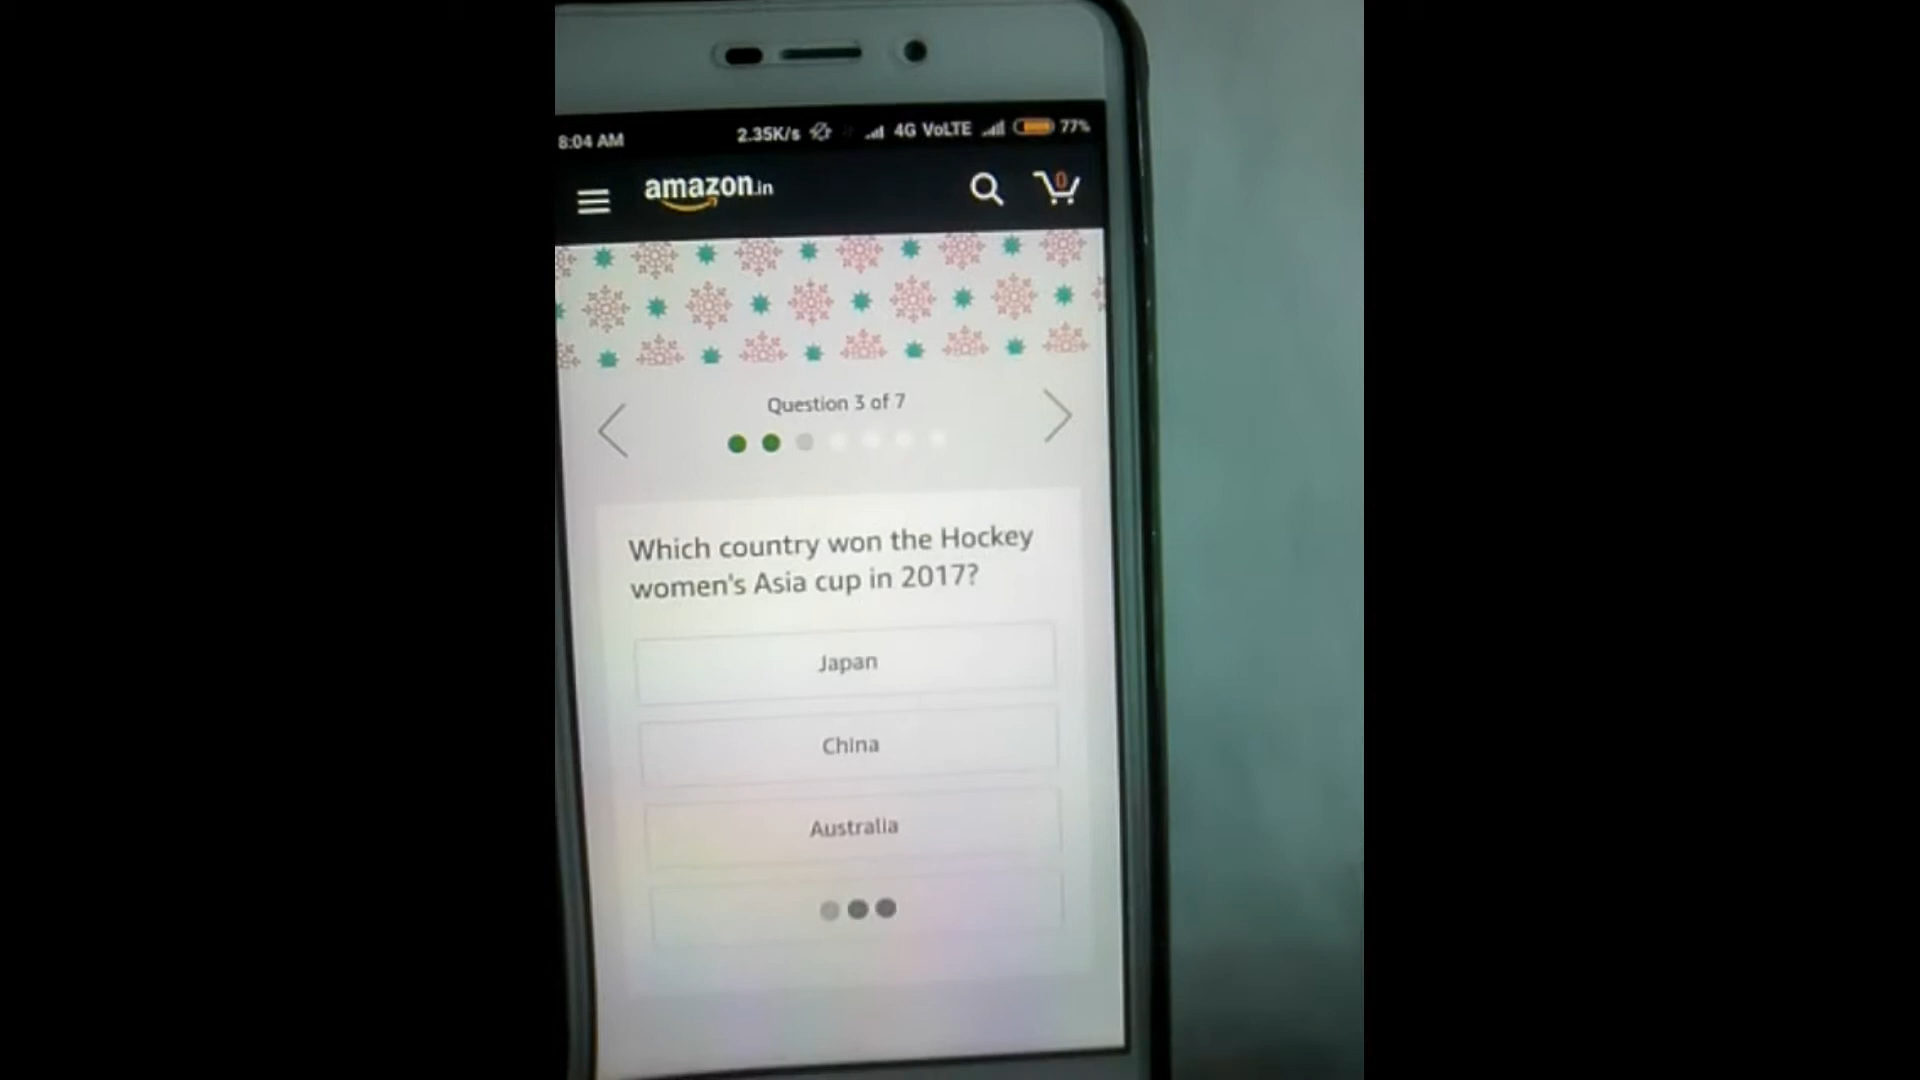 8:04 AM 2.35K/s 4G VoLTE 77%
amazon.in
0
Question 3 of 7
Which country won the Hockey
women's Asia cup in 2017?
Japan
China
Australia